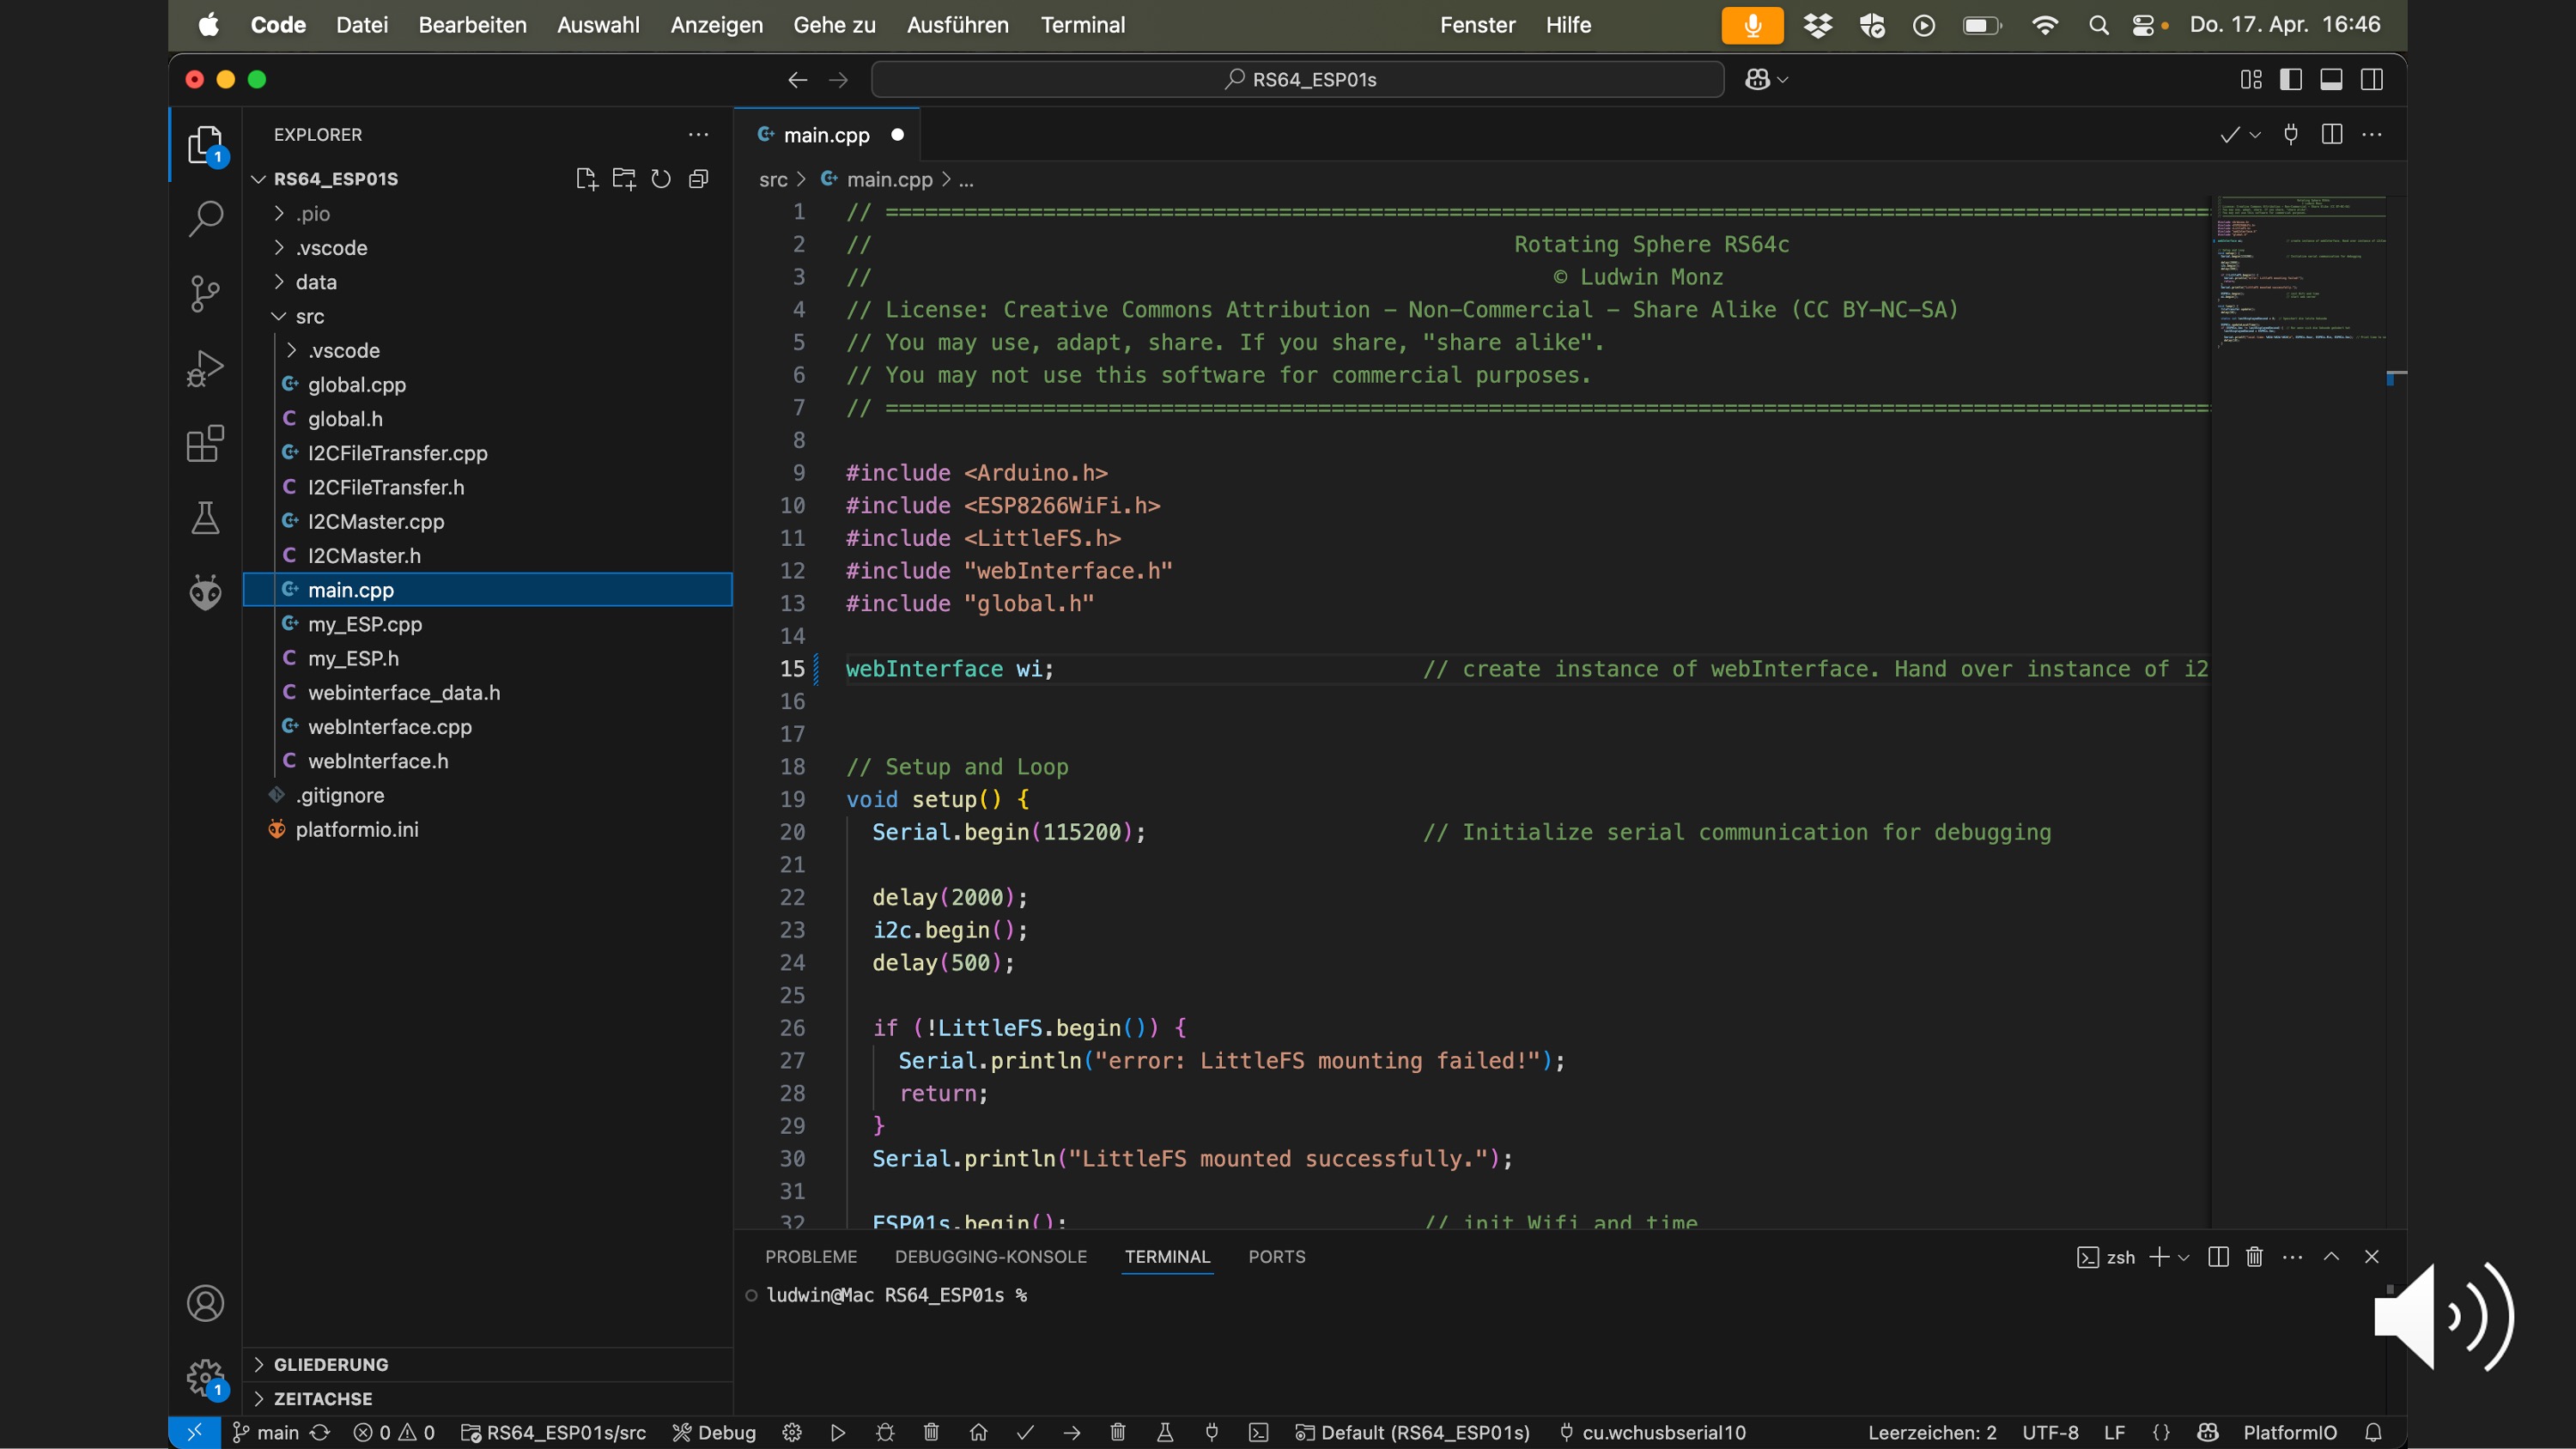 Code Datei Bearbeiten Auswahl Anzeigen Gehe zu Ausführen Terminal Fenster Hilfe Do. 17. Apr. 16:46
RS64_ESP01s
EXPLORER
main.cpp
RS64_ESP01S
src > main.cpp > ...
.pio
.vscode
data
src
.vscode
global.cpp
global.h
I2CFileTransfer.cpp
I2CFileTransfer.h
I2CMaster.cpp
I2CMaster.h
main.cpp
my_ESP.cpp
my_ESP.h
webinterface_data.h
webInterface.cpp
webInterface.h
.gitignore
platformio.ini
GLIEDERUNG
ZEITACHSE
1 // =====================================================================================================
2 // Rotating Sphere RS64c
3 // © Ludwin Monz
4 // License: Creative Commons Attribution - Non-Commercial - Share Alike (CC BY-NC-SA)
5 // You may use, adapt, share. If you share, "share alike".
6 // You may not use this software for commercial purposes.
7 // =====================================================================================================
8
9 #include <Arduino.h>
10 #include <ESP8266WiFi.h>
11 #include <LittleFS.h>
12 #include "webInterface.h"
13 #include "global.h"
14
15 webInterface wi; // create instance of webInterface. Hand over instance of i2
16
17
18 // Setup and Loop
19 void setup() {
20 Serial.begin(115200); // Initialize serial communication for debugging
21
22 delay(2000);
23 i2c.begin();
24 delay(500);
25
26 if (!LittleFS.begin()) {
27 Serial.println("error: LittleFS mounting failed!");
28 return;
29 }
30 Serial.println("LittleFS mounted successfully.");
31
32 ESP01s.begin(); // init Wifi and time
PROBLEME DEBUGGING-KONSOLE TERMINAL PORTS zsh
ludwin@Mac RS64_ESP01s %
1
1
main 0 0 RS64_ESP01s/src Debug Default (RS64_ESP01s) cu.wchusbserial10 Leerzeichen: 2 UTF-8 LF {} PlatformIO